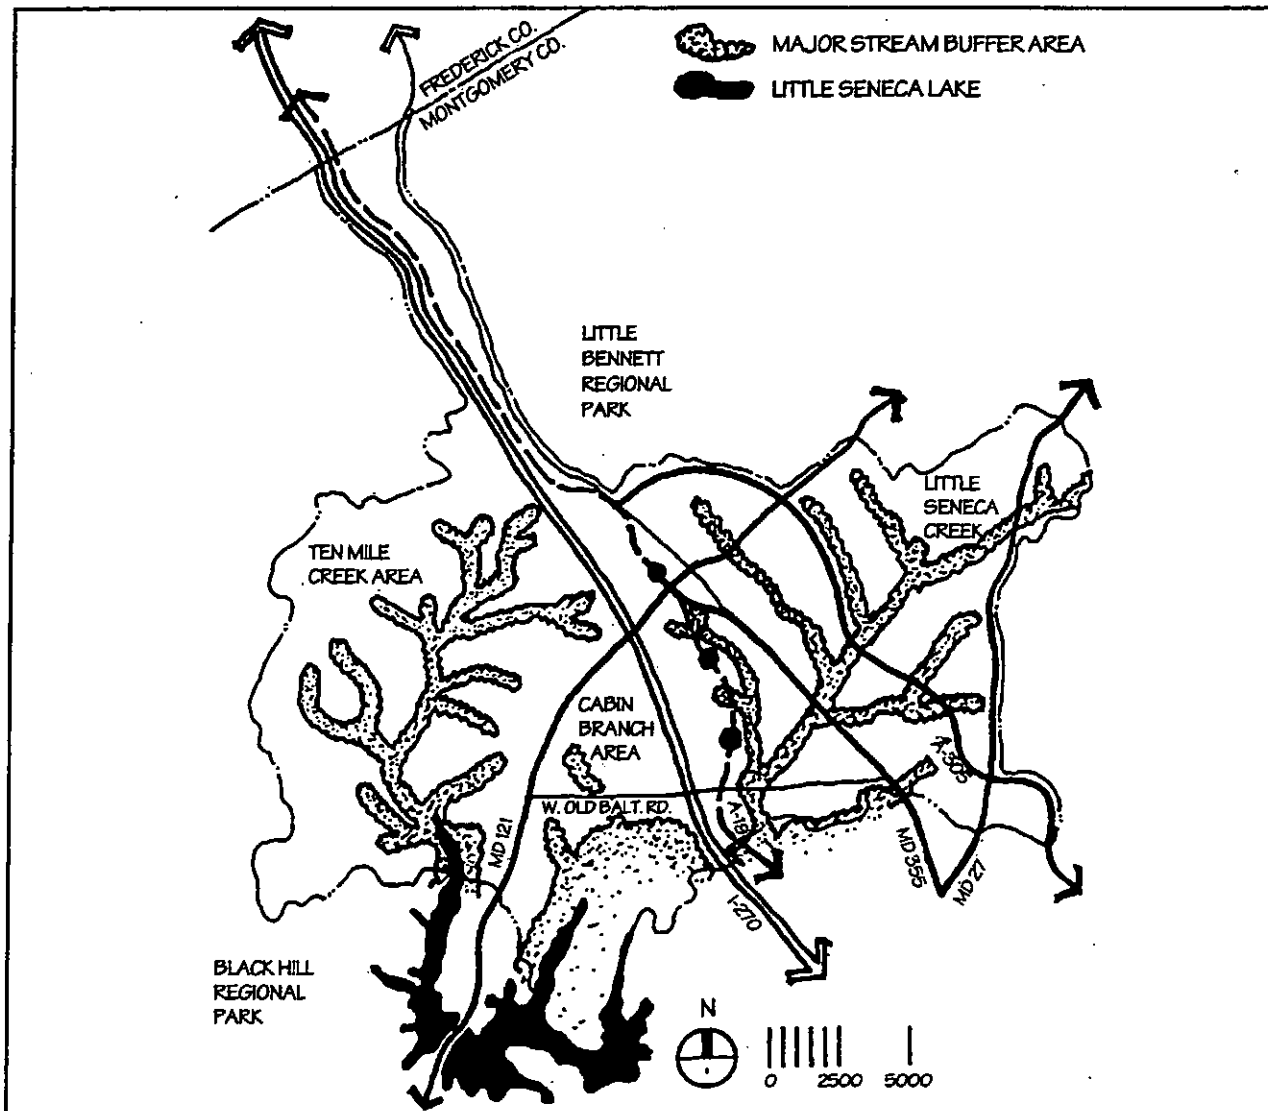 FREDERICK CO.
MONTGOMERY CO.
MAJOR STREAM BUFFER AREA
LITTLE SENECA LAKE
LITTLE
BENNETT
REGIONAL
PARK
LITTLE
SENECA
CREEK
TEN MILE
CREEK AREA
CABIN
BRANCH
AREA
W. OLD BALT. RD.
MD 121
A-19
A-305
MD 355
MD 27
I-270
BLACK HILL
REGIONAL
PARK
N
0 2500 5000